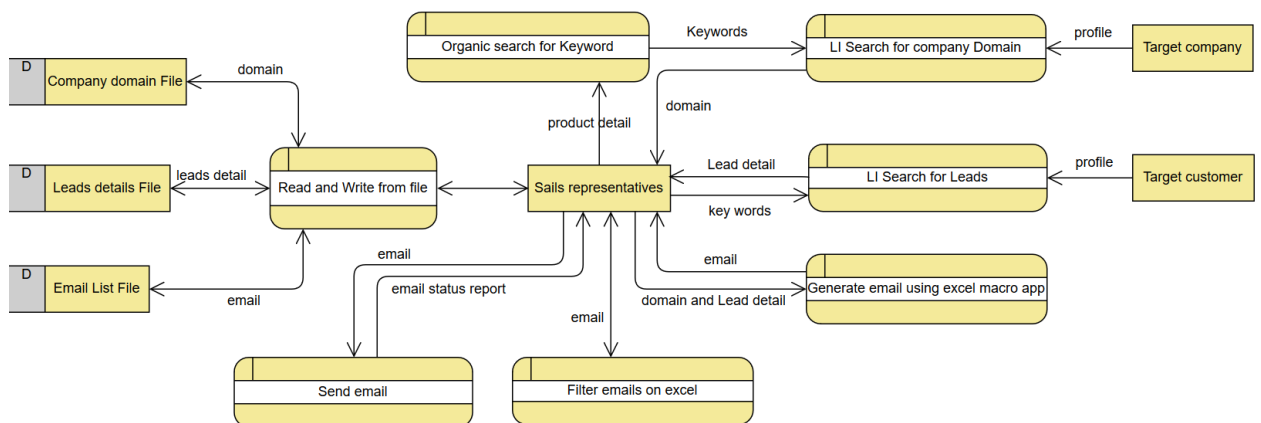 Organic search for Keyword
Keywords
LI Search for company Domain
profile
Target company
D
Company domain File
domain
domain
product detail
D
Leads details File
leads detail
Read and Write from file
Sails representatives
Lead detail
key words
LI Search for Leads
profile
Target customer
D
Email List File
email
email
email status report
email
email
domain and Lead detail
Generate email using excel macro app
Send email
Filter emails on excel